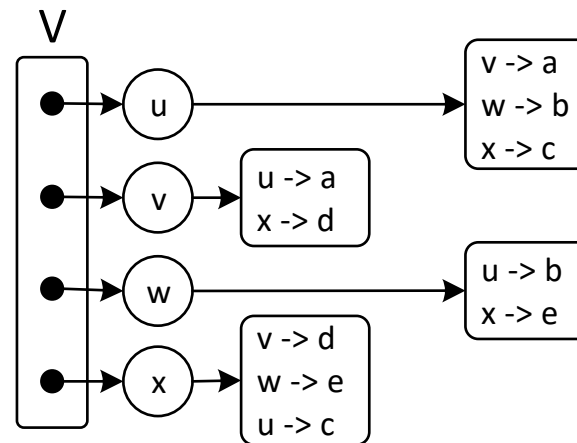 V
u
v -> a
w -> b
x -> c
v
u -> a
x -> d
w
u -> b
x -> e
x
v -> d
w -> e
u -> c